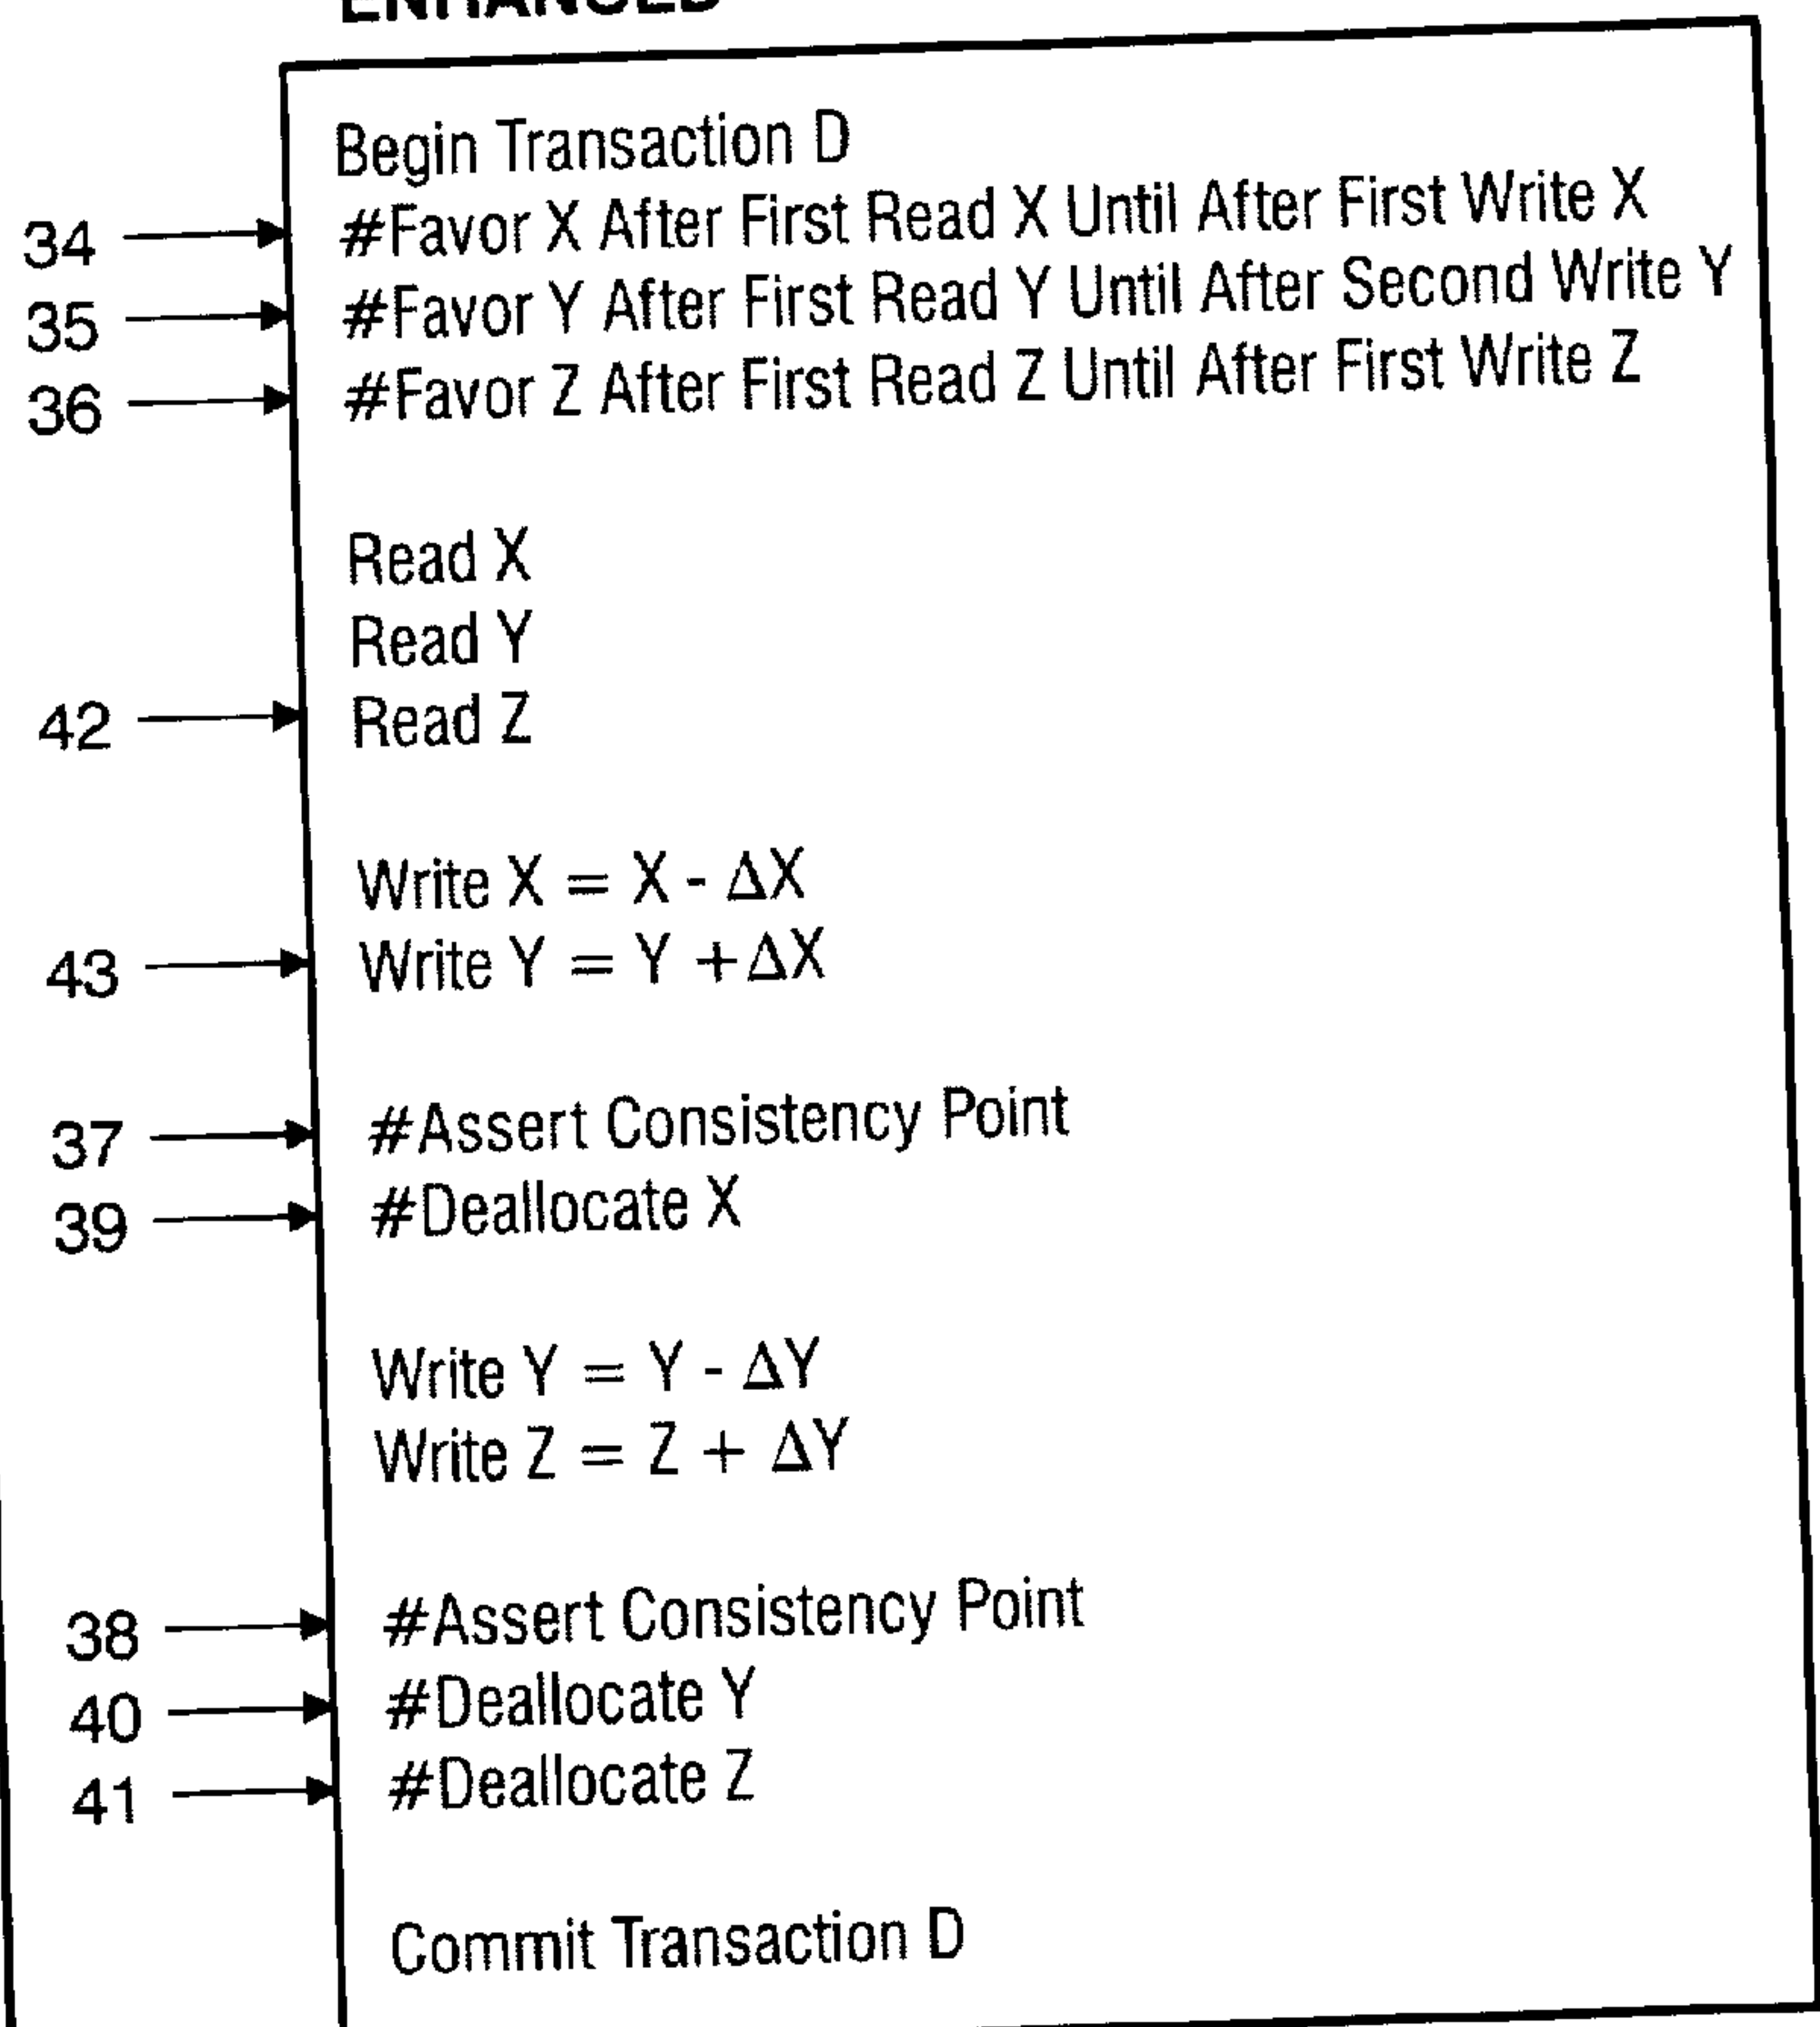 ENHANCED
Begin Transaction D
34 #Favor X After First Read X Until After First Write X
35 #Favor Y After First Read Y Until After Second Write Y
36 #Favor Z After First Read Z Until After First Write Z
Read X
Read Y
42 Read Z
Write X = X - ΔX
43 Write Y = Y +ΔX
37 #Assert Consistency Point
39 #Deallocate X
Write Y = Y - ΔY
Write Z = Z + ΔY
38 #Assert Consistency Point
40 #Deallocate Y
41 #Deallocate Z
Commit Transaction D